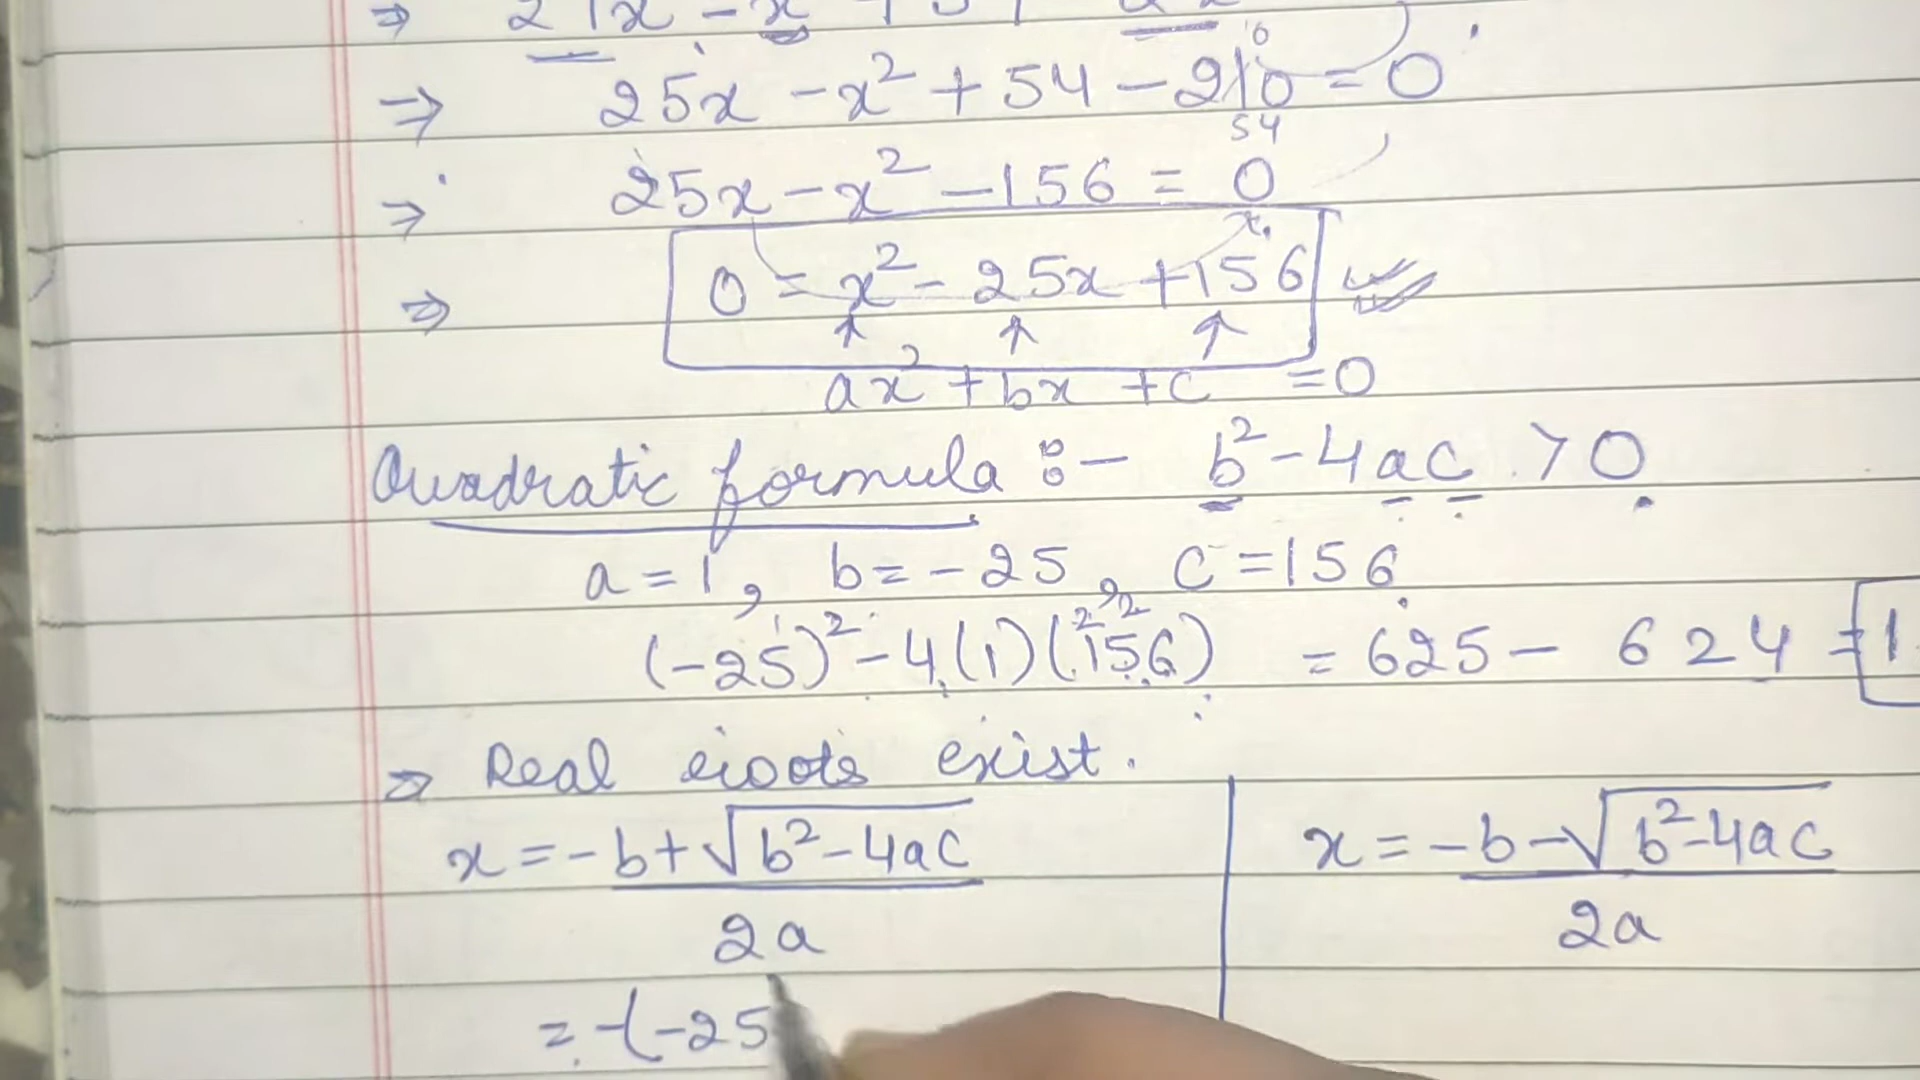 ⇒ 25x - x² + 54 - 210 = 0
54
⇒ 25x - x² - 156 = 0
⇒ 0 = x² - 25x + 156
ax² + bx + c = 0
Quadratic formula :- b² - 4ac > 0
a = 1, b = -25, c = 156
(-25)² - 4(1)(156) = 625 - 624 = 1
⇒ Real roots exist.
x = -b + √b² - 4ac / 2a
x = -b - √b² - 4ac / 2a
= -(-25